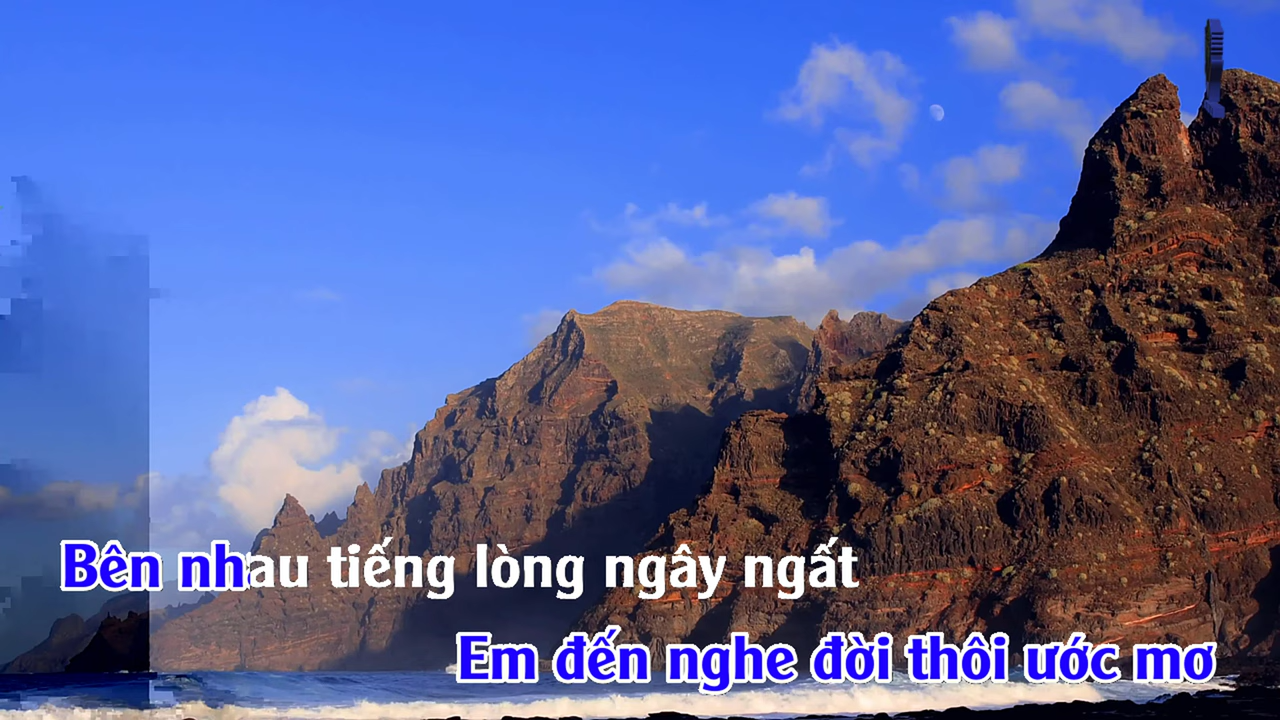 Bên nhau tiếng lòng ngây ngất
Em đến nghe đời thôi ước mơ